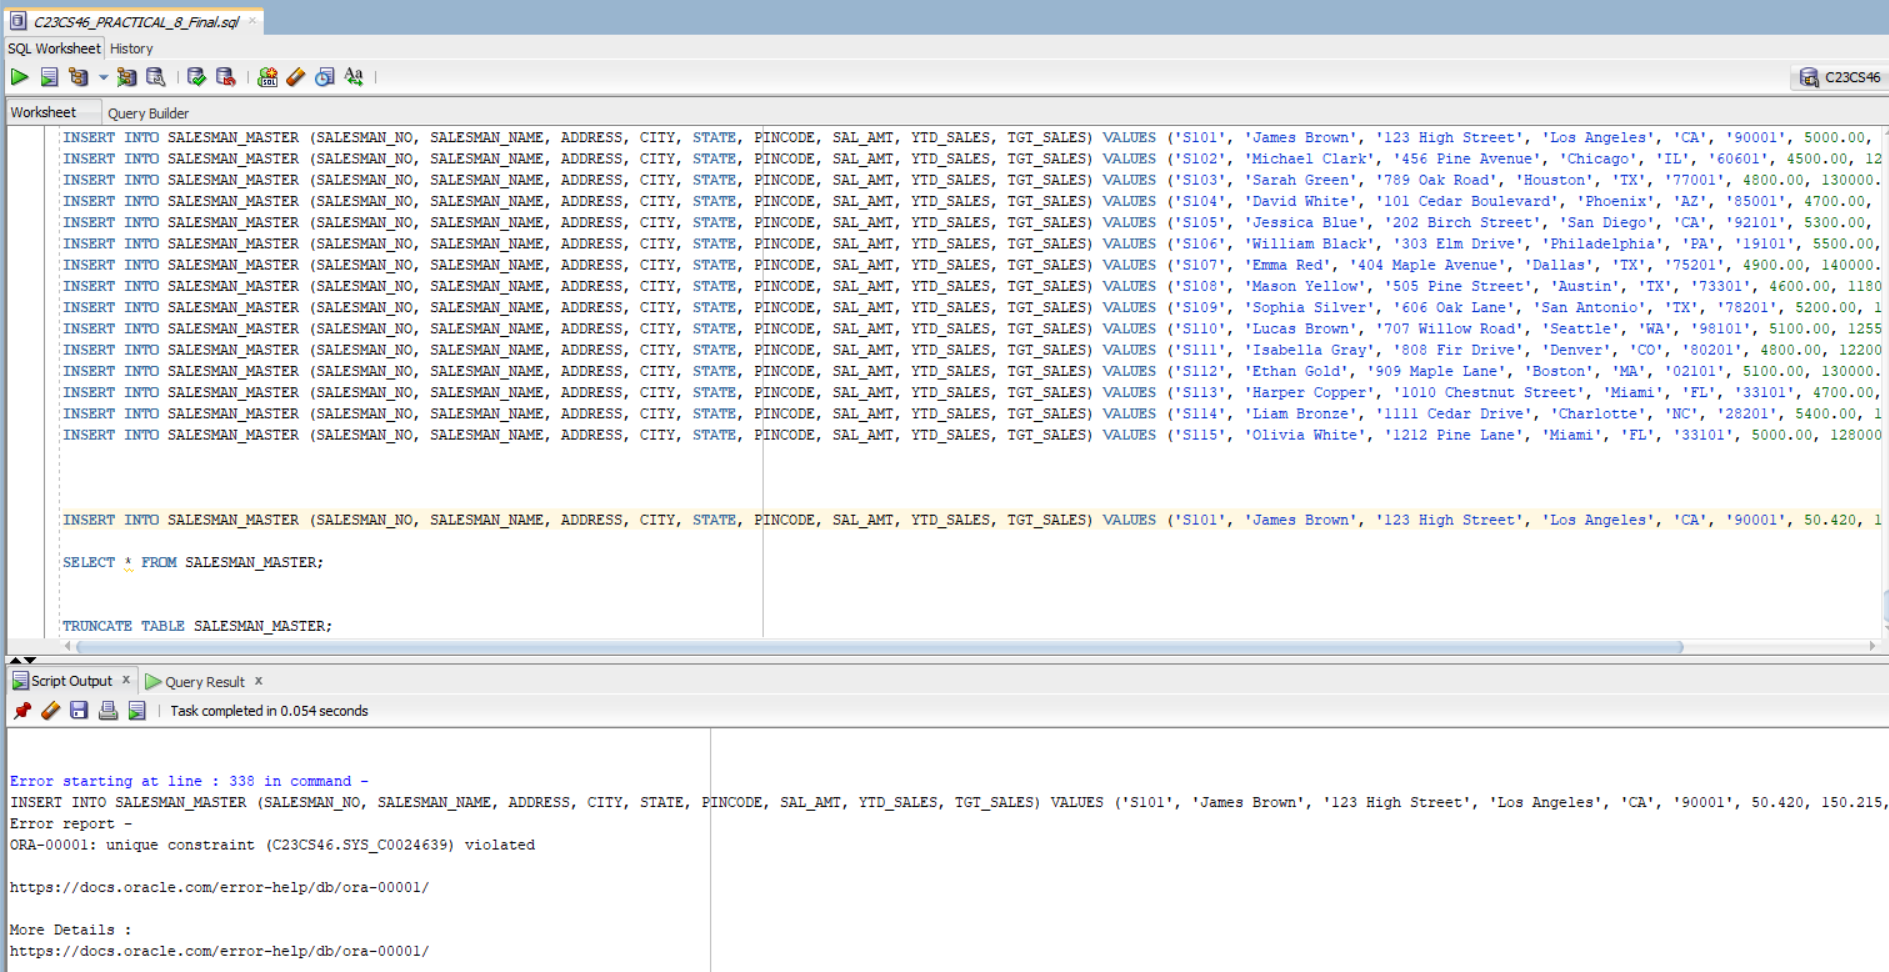 C23CS46_PRACTICAL_8_Final.sql
SQL Worksheet History
C23CS46
Worksheet Query Builder
INSERT INTO SALESMAN_MASTER (SALESMAN_NO, SALESMAN_NAME, ADDRESS, CITY, STATE, PINCODE, SAL_AMT, YTD_SALES, TGT_SALES) VALUES ('S101', 'James Brown', '123 High Street', 'Los Angeles', 'CA', '90001', 5000.00,
INSERT INTO SALESMAN_MASTER (SALESMAN_NO, SALESMAN_NAME, ADDRESS, CITY, STATE, PINCODE, SAL_AMT, YTD_SALES, TGT_SALES) VALUES ('S102', 'Michael Clark', '456 Pine Avenue', 'Chicago', 'IL', '60601', 4500.00, 12
INSERT INTO SALESMAN_MASTER (SALESMAN_NO, SALESMAN_NAME, ADDRESS, CITY, STATE, PINCODE, SAL_AMT, YTD_SALES, TGT_SALES) VALUES ('S103', 'Sarah Green', '789 Oak Road', 'Houston', 'TX', '77001', 4800.00, 130000.
INSERT INTO SALESMAN_MASTER (SALESMAN_NO, SALESMAN_NAME, ADDRESS, CITY, STATE, PINCODE, SAL_AMT, YTD_SALES, TGT_SALES) VALUES ('S104', 'David White', '101 Cedar Boulevard', 'Phoenix', 'AZ', '85001', 4700.00,
INSERT INTO SALESMAN_MASTER (SALESMAN_NO, SALESMAN_NAME, ADDRESS, CITY, STATE, PINCODE, SAL_AMT, YTD_SALES, TGT_SALES) VALUES ('S105', 'Jessica Blue', '202 Birch Street', 'San Diego', 'CA', '92101', 5300.00,
INSERT INTO SALESMAN_MASTER (SALESMAN_NO, SALESMAN_NAME, ADDRESS, CITY, STATE, PINCODE, SAL_AMT, YTD_SALES, TGT_SALES) VALUES ('S106', 'William Black', '303 Elm Drive', 'Philadelphia', 'PA', '19101', 5500.00,
INSERT INTO SALESMAN_MASTER (SALESMAN_NO, SALESMAN_NAME, ADDRESS, CITY, STATE, PINCODE, SAL_AMT, YTD_SALES, TGT_SALES) VALUES ('S107', 'Emma Red', '404 Maple Avenue', 'Dallas', 'TX', '75201', 4900.00, 140000.
INSERT INTO SALESMAN_MASTER (SALESMAN_NO, SALESMAN_NAME, ADDRESS, CITY, STATE, PINCODE, SAL_AMT, YTD_SALES, TGT_SALES) VALUES ('S108', 'Mason Yellow', '505 Pine Street', 'Austin', 'TX', '73301', 4600.00, 1180
INSERT INTO SALESMAN_MASTER (SALESMAN_NO, SALESMAN_NAME, ADDRESS, CITY, STATE, PINCODE, SAL_AMT, YTD_SALES, TGT_SALES) VALUES ('S109', 'Sophia Silver', '606 Oak Lane', 'San Antonio', 'TX', '78201', 5200.00, 1
INSERT INTO SALESMAN_MASTER (SALESMAN_NO, SALESMAN_NAME, ADDRESS, CITY, STATE, PINCODE, SAL_AMT, YTD_SALES, TGT_SALES) VALUES ('S110', 'Lucas Brown', '707 Willow Road', 'Seattle', 'WA', '98101', 5100.00, 1255
INSERT INTO SALESMAN_MASTER (SALESMAN_NO, SALESMAN_NAME, ADDRESS, CITY, STATE, PINCODE, SAL_AMT, YTD_SALES, TGT_SALES) VALUES ('S111', 'Isabella Gray', '808 Fir Drive', 'Denver', 'CO', '80201', 4800.00, 12200
INSERT INTO SALESMAN_MASTER (SALESMAN_NO, SALESMAN_NAME, ADDRESS, CITY, STATE, PINCODE, SAL_AMT, YTD_SALES, TGT_SALES) VALUES ('S112', 'Ethan Gold', '909 Maple Lane', 'Boston', 'MA', '02101', 5100.00, 130000.
INSERT INTO SALESMAN_MASTER (SALESMAN_NO, SALESMAN_NAME, ADDRESS, CITY, STATE, PINCODE, SAL_AMT, YTD_SALES, TGT_SALES) VALUES ('S113', 'Harper Copper', '1010 Chestnut Street', 'Miami', 'FL', '33101', 4700.00,
INSERT INTO SALESMAN_MASTER (SALESMAN_NO, SALESMAN_NAME, ADDRESS, CITY, STATE, PINCODE, SAL_AMT, YTD_SALES, TGT_SALES) VALUES ('S114', 'Liam Bronze', '1111 Cedar Drive', 'Charlotte', 'NC', '28201', 5400.00, 1
INSERT INTO SALESMAN_MASTER (SALESMAN_NO, SALESMAN_NAME, ADDRESS, CITY, STATE, PINCODE, SAL_AMT, YTD_SALES, TGT_SALES) VALUES ('S115', 'Olivia White', '1212 Pine Lane', 'Miami', 'FL', '33101', 5000.00, 128000
INSERT INTO SALESMAN_MASTER (SALESMAN_NO, SALESMAN_NAME, ADDRESS, CITY, STATE, PINCODE, SAL_AMT, YTD_SALES, TGT_SALES) VALUES ('S101', 'James Brown', '123 High Street', 'Los Angeles', 'CA', '90001', 50.420, 1
SELECT * FROM SALESMAN_MASTER;
TRUNCATE TABLE SALESMAN_MASTER;
Script Output x Query Result x
Task completed in 0.054 seconds
Error starting at line : 338 in command -
INSERT INTO SALESMAN_MASTER (SALESMAN_NO, SALESMAN_NAME, ADDRESS, CITY, STATE, PINCODE, SAL_AMT, YTD_SALES, TGT_SALES) VALUES ('S101', 'James Brown', '123 High Street', 'Los Angeles', 'CA', '90001', 50.420, 150.215,
Error report -
ORA-00001: unique constraint (C23CS46.SYS_C0024639) violated
https://docs.oracle.com/error-help/db/ora-00001/
More Details :
https://docs.oracle.com/error-help/db/ora-00001/